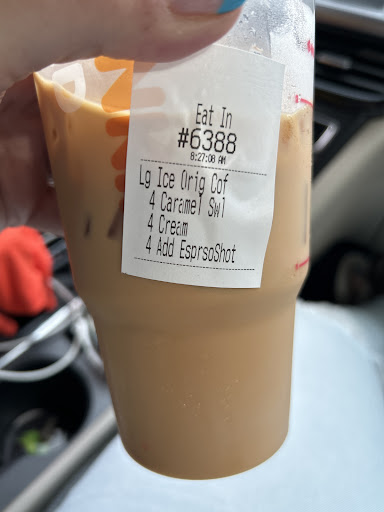 Eat In
#6388
8:27:08 AM
Lg Ice Orig Cof
4 Caramel Swl
4 Cream
4 Add EsprsoShot